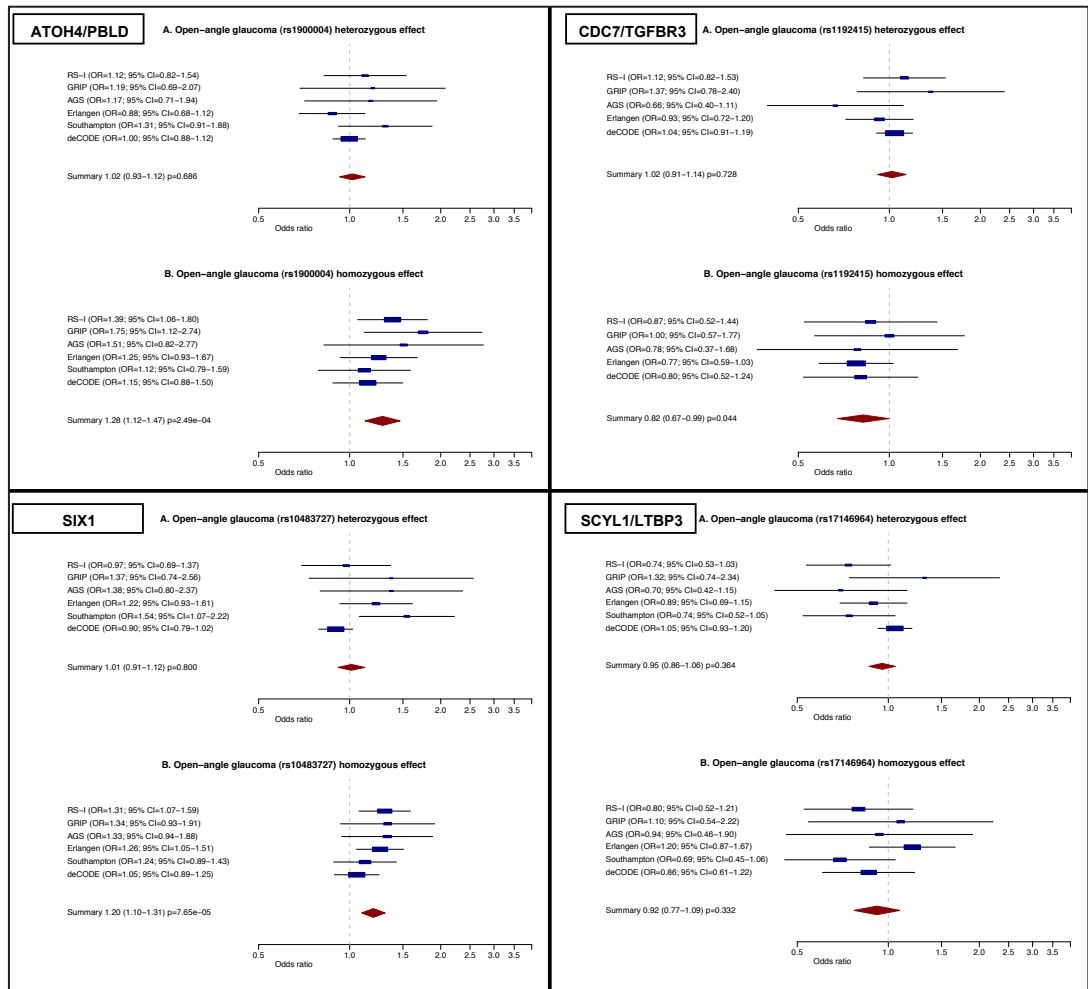 ATOH4/PBLD
A. Open−angle glaucoma (rs1900004) heterozygous effect
RS−I (OR=1.12; 95% CI=0.82−1.54)
GRIP (OR=1.19; 95% CI=0.69−2.07)
AGS (OR=1.17; 95% CI=0.71−1.94)
Erlangen (OR=0.88; 95% CI=0.68−1.12)
Southampton (OR=1.31; 95% CI=0.91−1.88)
deCODE (OR=1.00; 95% CI=0.88−1.12)
Summary 1.02 (0.93−1.12) p=0.686
0.5 1.0 1.5 2.0 2.5 3.0 3.5
Odds ratio
B. Open−angle glaucoma (rs1900004) homozygous effect
RS−I (OR=1.39; 95% CI=1.06−1.80)
GRIP (OR=1.75; 95% CI=1.12−2.74)
AGS (OR=1.51; 95% CI=0.82−2.77)
Erlangen (OR=1.25; 95% CI=0.93−1.67)
Southampton (OR=1.12; 95% CI=0.79−1.59)
deCODE (OR=1.15; 95% CI=0.88−1.50)
Summary 1.28 (1.12−1.47) p=2.49e−04
0.5 1.0 1.5 2.0 2.5 3.0 3.5
Odds ratio
CDC7/TGFBR3
A. Open−angle glaucoma (rs1192415) heterozygous effect
RS−I (OR=1.12; 95% CI=0.82−1.53)
GRIP (OR=1.37; 95% CI=0.78−2.40)
AGS (OR=0.66; 95% CI=0.40−1.11)
Erlangen (OR=0.93; 95% CI=0.72−1.20)
deCODE (OR=1.04; 95% CI=0.91−1.19)
Summary 1.02 (0.91−1.14) p=0.728
0.5 1.0 1.5 2.0 2.5 3.0 3.5
Odds ratio
B. Open−angle glaucoma (rs1192415) homozygous effect
RS−I (OR=0.87; 95% CI=0.52−1.44)
GRIP (OR=1.00; 95% CI=0.57−1.77)
AGS (OR=0.78; 95% CI=0.37−1.68)
Erlangen (OR=0.77; 95% CI=0.59−1.03)
deCODE (OR=0.80; 95% CI=0.52−1.24)
Summary 0.82 (0.67−0.99) p=0.044
0.5 1.0 1.5 2.0 2.5 3.0 3.5
Odds ratio
SIX1
A. Open−angle glaucoma (rs10483727) heterozygous effect
RS−I (OR=0.97; 95% CI=0.69−1.37)
GRIP (OR=1.37; 95% CI=0.74−2.56)
AGS (OR=1.38; 95% CI=0.80−2.37)
Erlangen (OR=1.22; 95% CI=0.93−1.61)
Southampton (OR=1.54; 95% CI=1.07−2.22)
deCODE (OR=0.90; 95% CI=0.79−1.02)
Summary 1.01 (0.91−1.12) p=0.800
0.5 1.0 1.5 2.0 2.5 3.0 3.5
Odds ratio
B. Open−angle glaucoma (rs10483727) homozygous effect
RS−I (OR=1.31; 95% CI=1.07−1.59)
GRIP (OR=1.34; 95% CI=0.93−1.91)
AGS (OR=1.33; 95% CI=0.94−1.88)
Erlangen (OR=1.26; 95% CI=1.05−1.51)
Southampton (OR=1.24; 95% CI=0.89−1.43)
deCODE (OR=1.05; 95% CI=0.89−1.25)
Summary 1.20 (1.10−1.31) p=7.65e−05
0.5 1.0 1.5 2.0 2.5 3.0 3.5
Odds ratio
SCYL1/LTBP3
A. Open−angle glaucoma (rs17146964) heterozygous effect
RS−I (OR=0.74; 95% CI=0.53−1.03)
GRIP (OR=1.32; 95% CI=0.74−2.34)
AGS (OR=0.70; 95% CI=0.42−1.15)
Erlangen (OR=0.89; 95% CI=0.69−1.15)
Southampton (OR=0.74; 95% CI=0.52−1.05)
deCODE (OR=1.05; 95% CI=0.93−1.20)
Summary 0.95 (0.86−1.06) p=0.364
0.5 1.0 1.5 2.0 2.5 3.0 3.5
Odds ratio
B. Open−angle glaucoma (rs17146964) homozygous effect
RS−I (OR=0.80; 95% CI=0.52−1.21)
GRIP (OR=1.10; 95% CI=0.54−2.22)
AGS (OR=0.94; 95% CI=0.46−1.90)
Erlangen (OR=1.20; 95% CI=0.87−1.67)
Southampton (OR=0.69; 95% CI=0.45−1.06)
deCODE (OR=0.86; 95% CI=0.61−1.22)
Summary 0.92 (0.77−1.09) p=0.332
0.5 1.0 1.5 2.0 2.5 3.0 3.5
Odds ratio